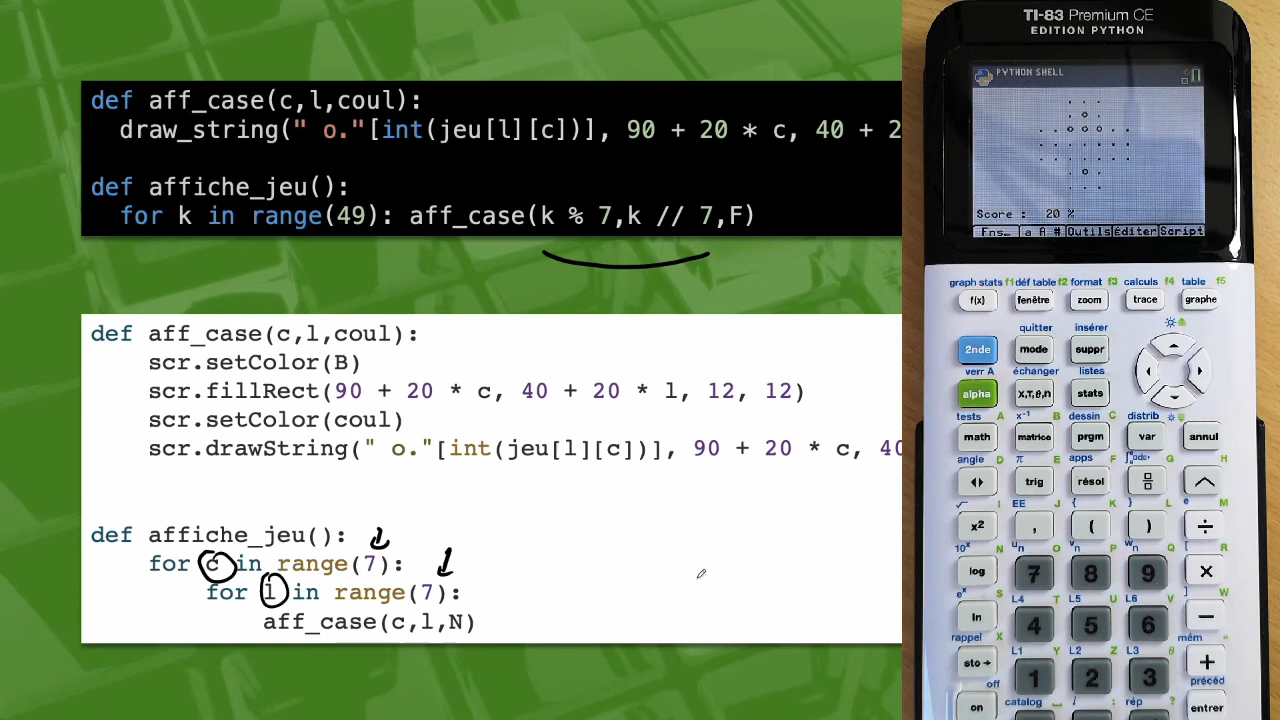 def aff_case(c,l,coul):
draw_string(" o."[int(jeu[l][c])], 90 + 20 * c, 40 + 2
def affiche_jeu():
for k in range(49): aff_case(k % 7,k // 7,F)
def aff_case(c,l,coul):
scr.setColor(B)
scr.fillRect(90 + 20 * c, 40 + 20 * l, 12, 12)
scr.setColor(coul)
scr.drawString(" o."[int(jeu[l][c])], 90 + 20 * c, 40
def affiche_jeu():
for c in range(7):
for l in range(7):
aff_case(c,l,N)
TI-83 Premium CE
EDITION PYTHON
PYTHON SHELL
Score : 20 %
Fns… a A # Outils Éditer Script
graph stats f1 déf table f2 format f3 calculs f4 table f5
f(x) fenêtre zoom trace graphe
quitter insérer
2nde mode suppr
verr A échanger listes
alpha X,T,θ,n stats
tests A x⁻¹ B dessin C distrib
math matrice prgm var annul
angle D π E apps F G H
trig résol
√ I EE J { K } L e M
x² , ( ) ÷
10ˣ N un O vn P wn Q [ R
log 7 8 9 ×
eˣ S L4 T L5 U L6 V ] W
ln 4 5 6 −
rappel X L1 Y L2 Z L3 θ mém "
sto→ 1 2 3 +
off catalog : rép ? précéd
on entrer